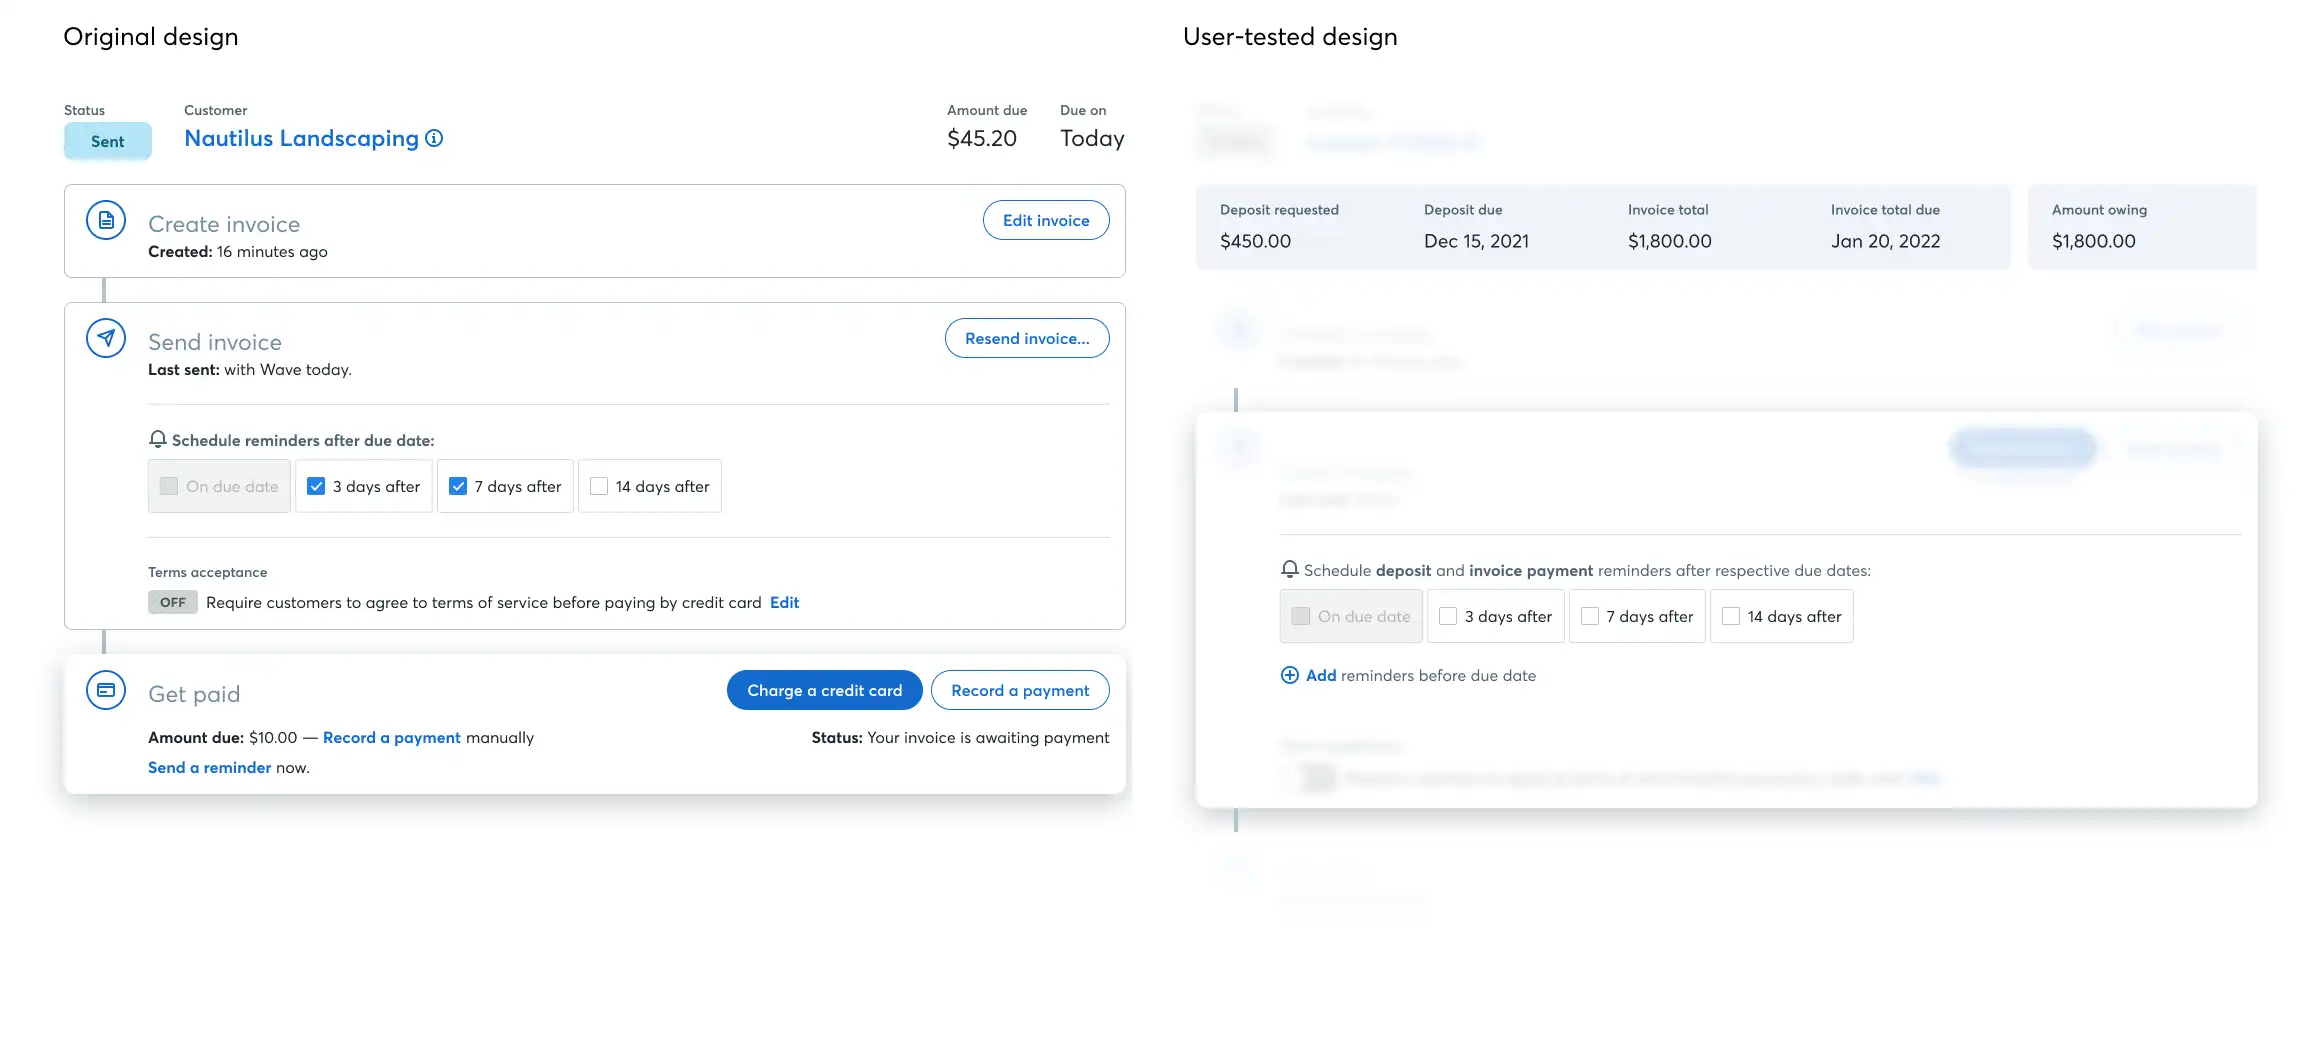 Original design
Status
Customer
Amount due
Due on
Sent
Nautilus Landscaping
$45.20
Today
Create invoice
Created: 16 minutes ago
Edit invoice
Send invoice
Last sent: with Wave today.
Resend invoice...
Schedule reminders after due date:
On due date
3 days after
7 days after
14 days after
Terms acceptance
OFF
Require customers to agree to terms of service before paying by credit card Edit
Get paid
Charge a credit card
Record a payment
Amount due: $10.00 — Record a payment manually
Status: Your invoice is awaiting payment
Send a reminder now.
User-tested design
Deposit requested
Deposit due
Invoice total
Invoice total due
Amount owing
$450.00
Dec 15, 2021
$1,800.00
Jan 20, 2022
$1,800.00
Schedule deposit and invoice payment reminders after respective due dates:
On due date
3 days after
7 days after
14 days after
Add reminders before due date